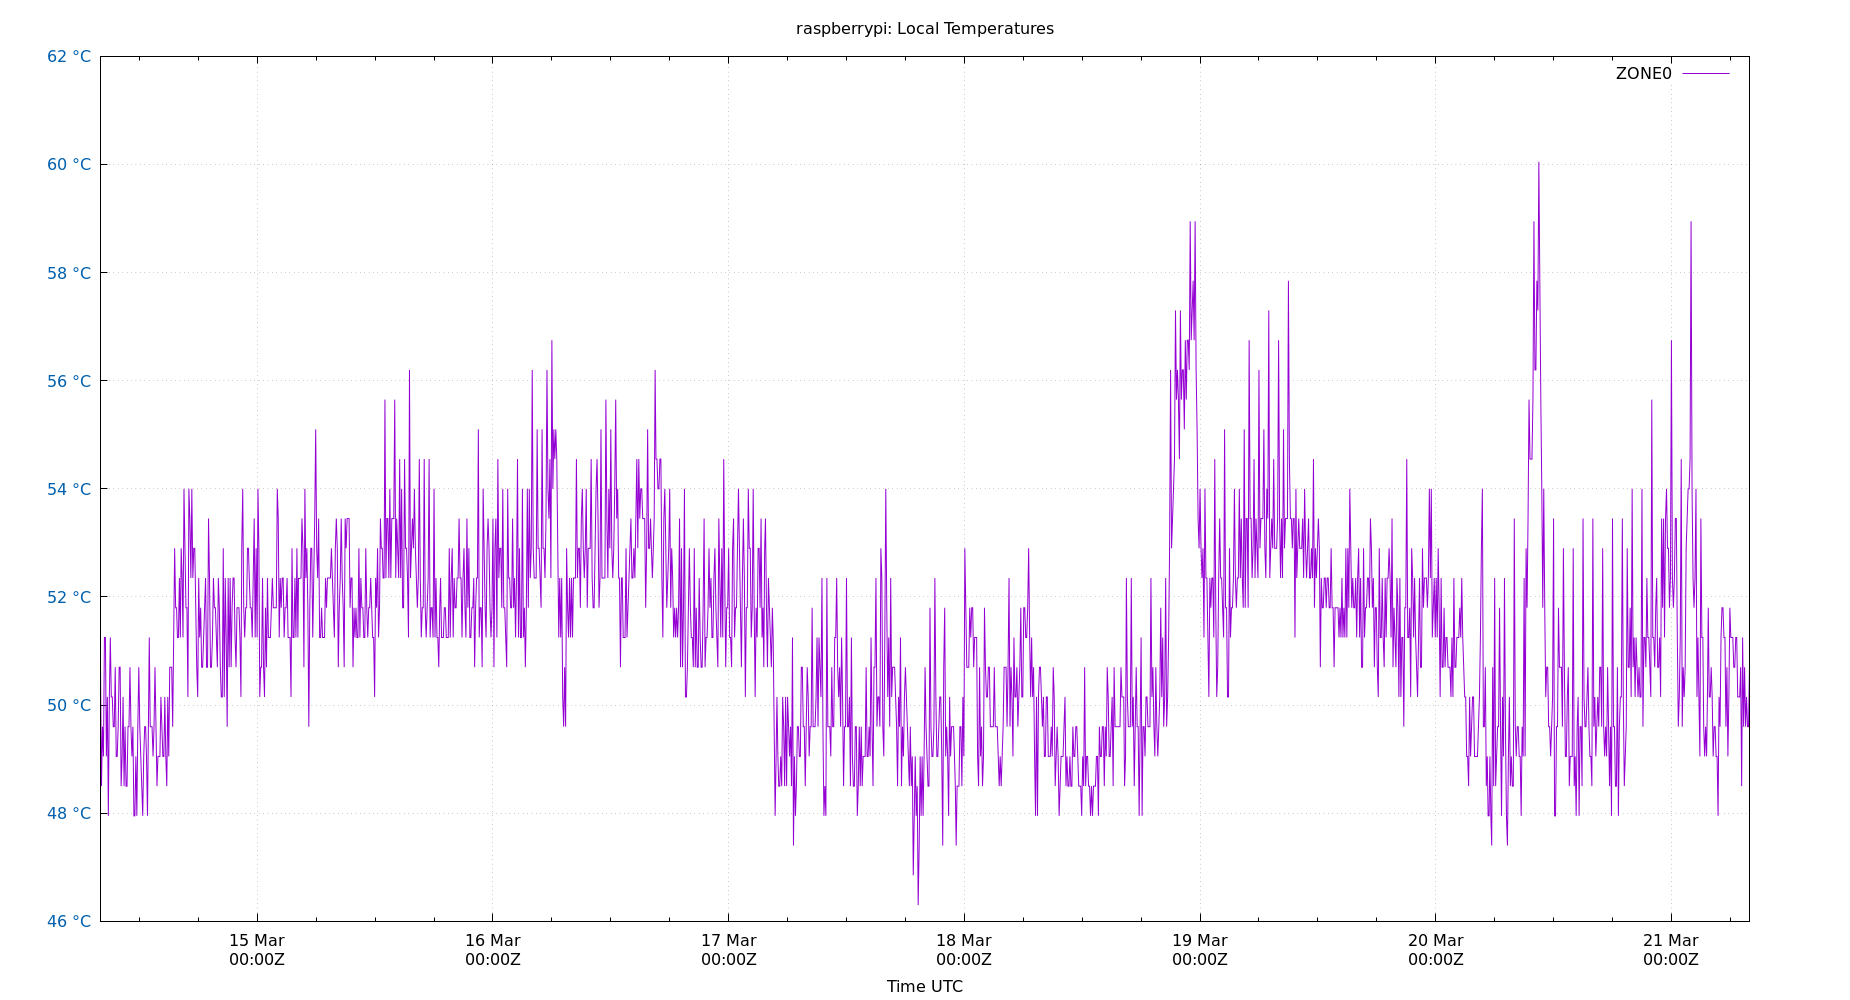 raspberrypi: Local Temperatures
62 °C
ZONE0
60 °C
58 °C
56 °C
54 °C
52 °C
50 °C
48 °C
46 °C
15 Mar 16 Mar 17 Mar 18 Mar 19 Mar 20 Mar 21 Mar
00:00Z 00:00Z 00:00Z 00:00Z 00:00Z 00:00Z 00:00Z
Time UTC